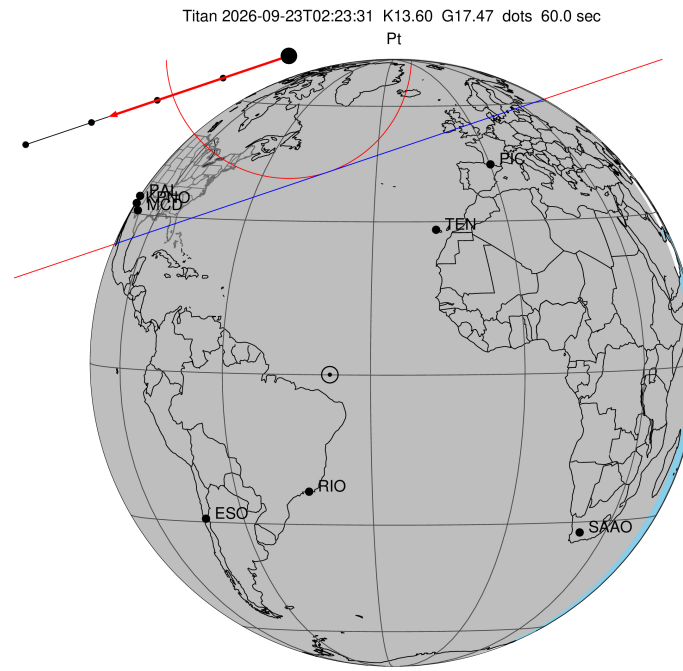 Titan 2026-09-23T02:23:31 K13.60 G17.47 dots 60.0 sec
Pt
PIC
PAL
KPNO
MCD
TEN
RIO
ESO
SAAO